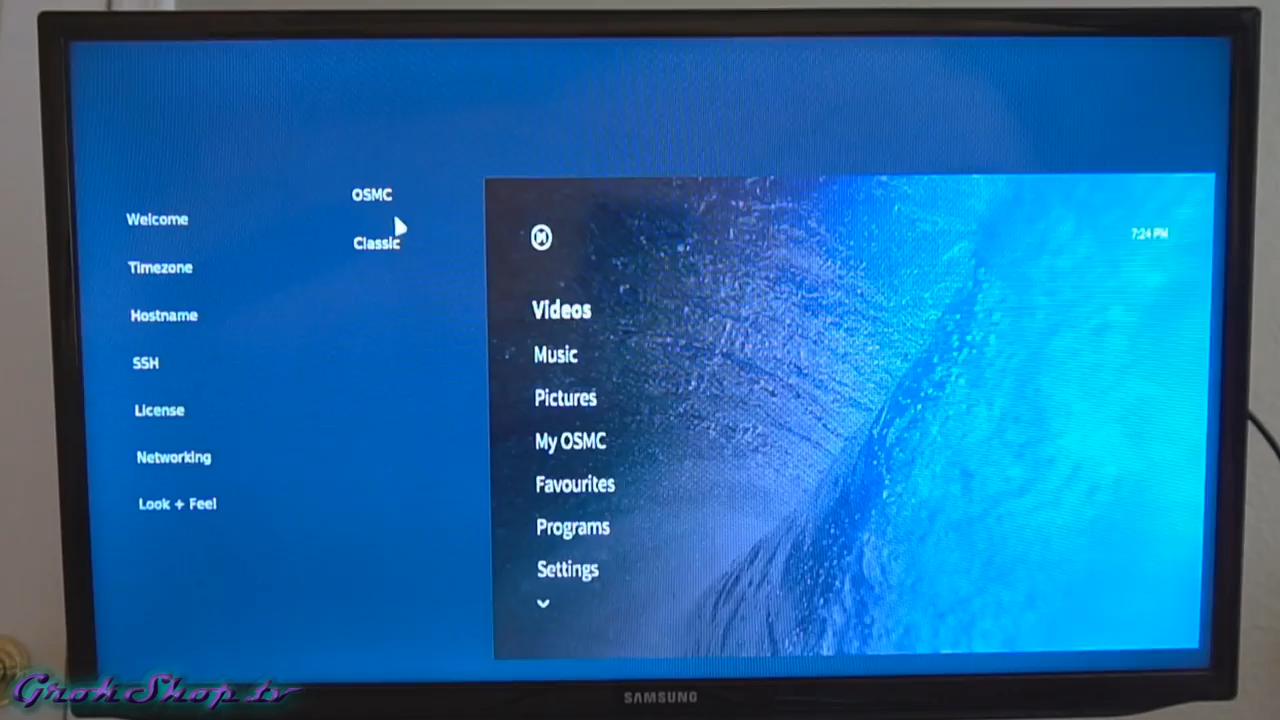 Welcome
Timezone
Hostname
SSH
License
Networking
Look + Feel
OSMC
Classic
7:24 PM
Videos
Music
Pictures
My OSMC
Favourites
Programs
Settings
SAMSUNG
GrokShop.tv